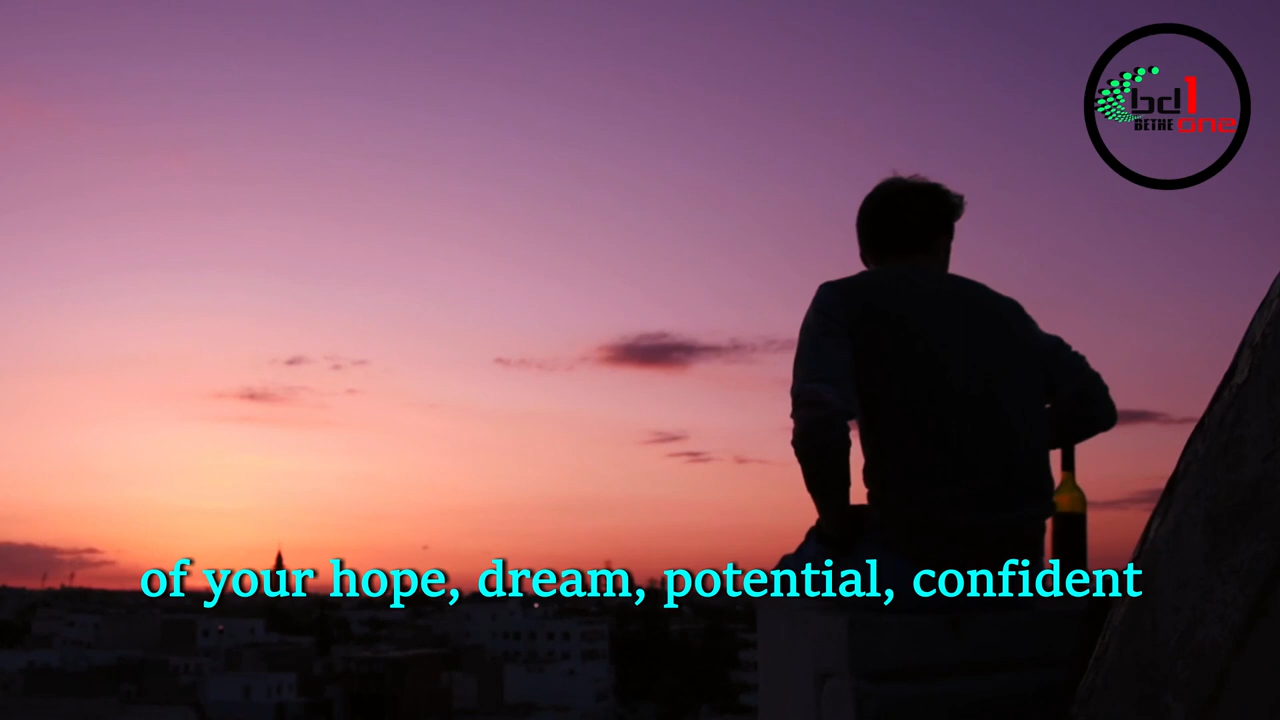 bd1
BETHE one
of your hope, dream, potential, confident